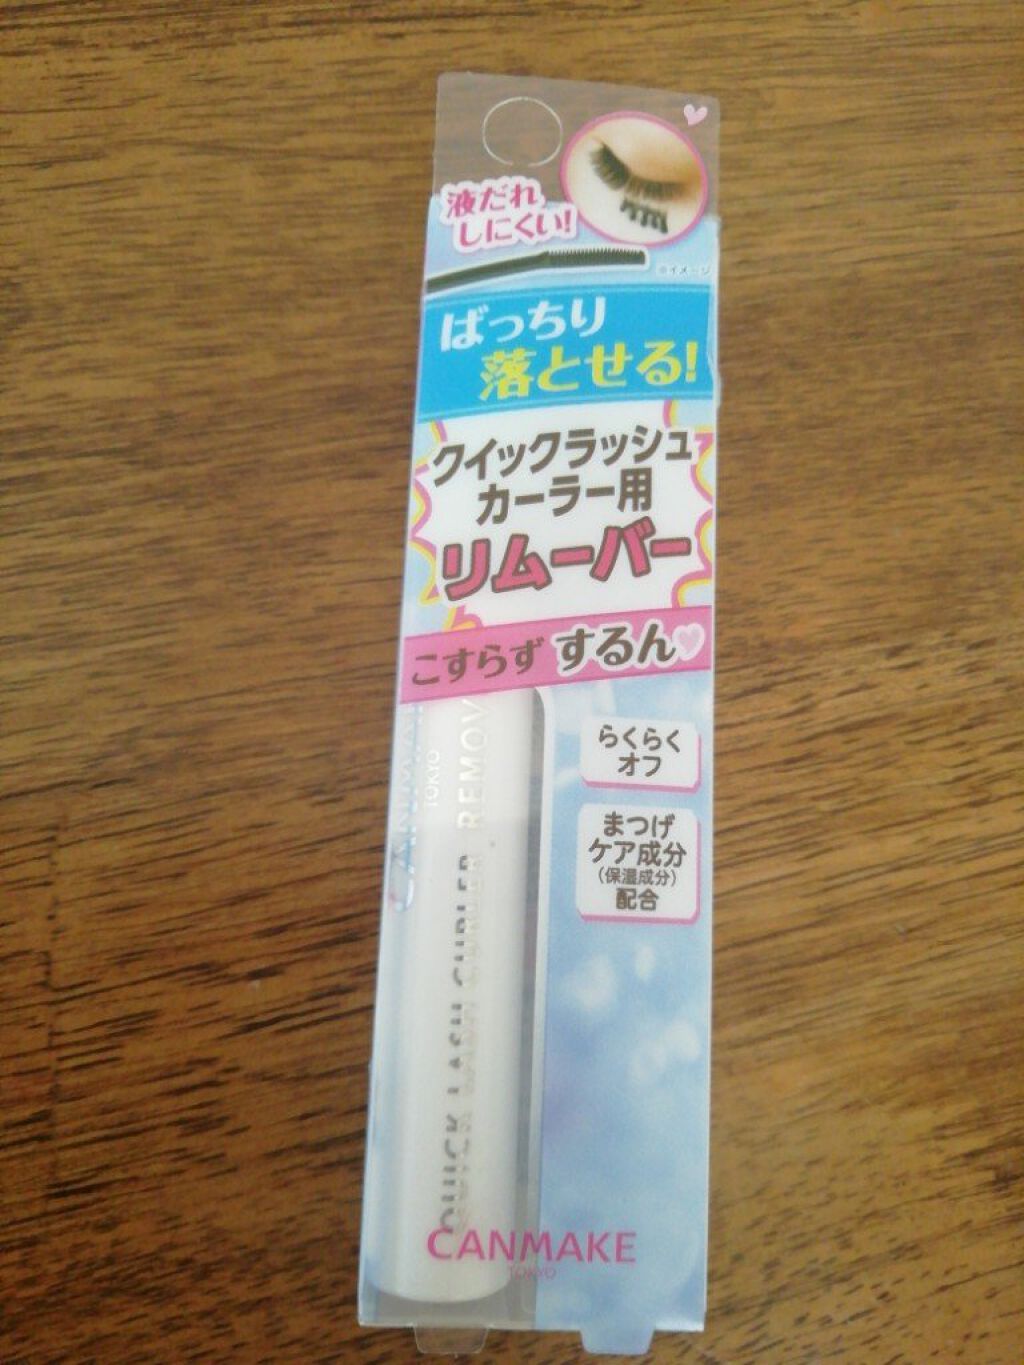 液だれ
しにくい!
※イメージ
ばっちり
落とせる!
クイックラッシュ
カーラー用
リムーバー
こすらず するん♡
らくらく
オフ
まつげ
ケア成分
(保湿成分)
配合
CANMAKE
TOKYO
QUICK LASH CURLER REMOV
CANMAKE
TOKYO